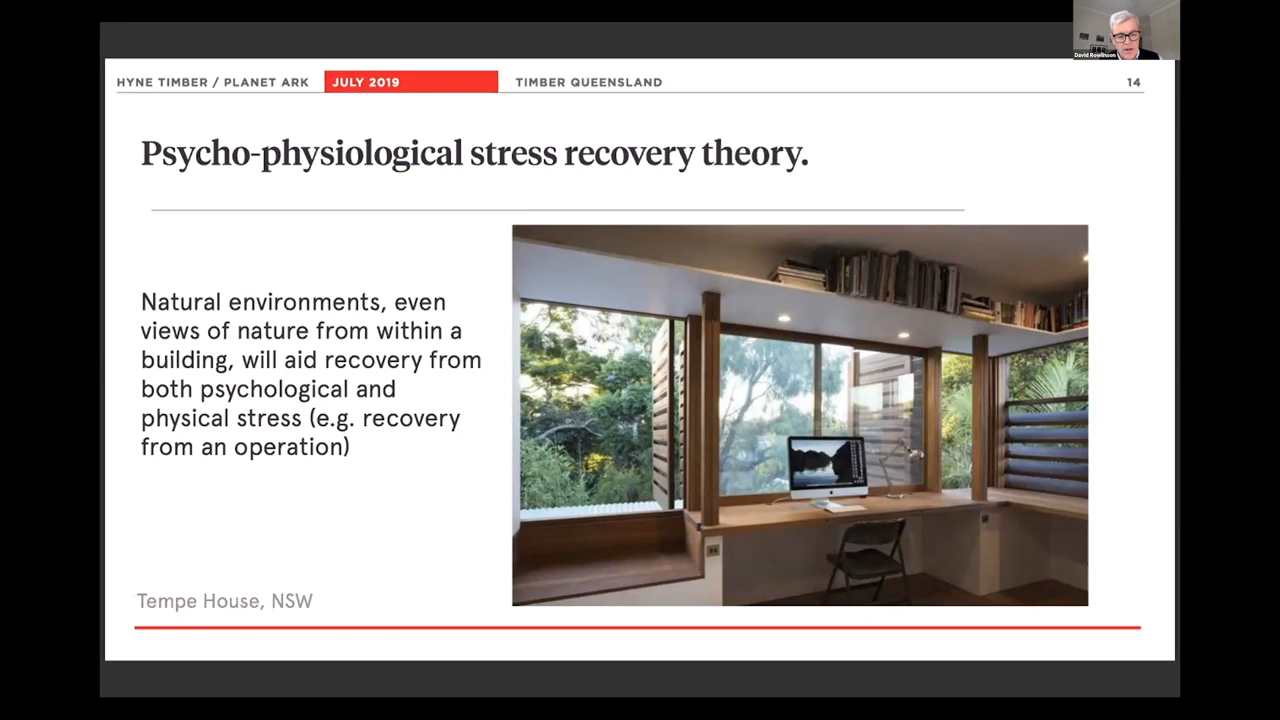 David Rowlinson
HYNE TIMBER / PLANET ARK JULY 2019 TIMBER QUEENSLAND 14
Psycho-physiological stress recovery theory.
Natural environments, even
views of nature from within a
building, will aid recovery from
both psychological and
physical stress (e.g. recovery
from an operation)
Tempe House, NSW